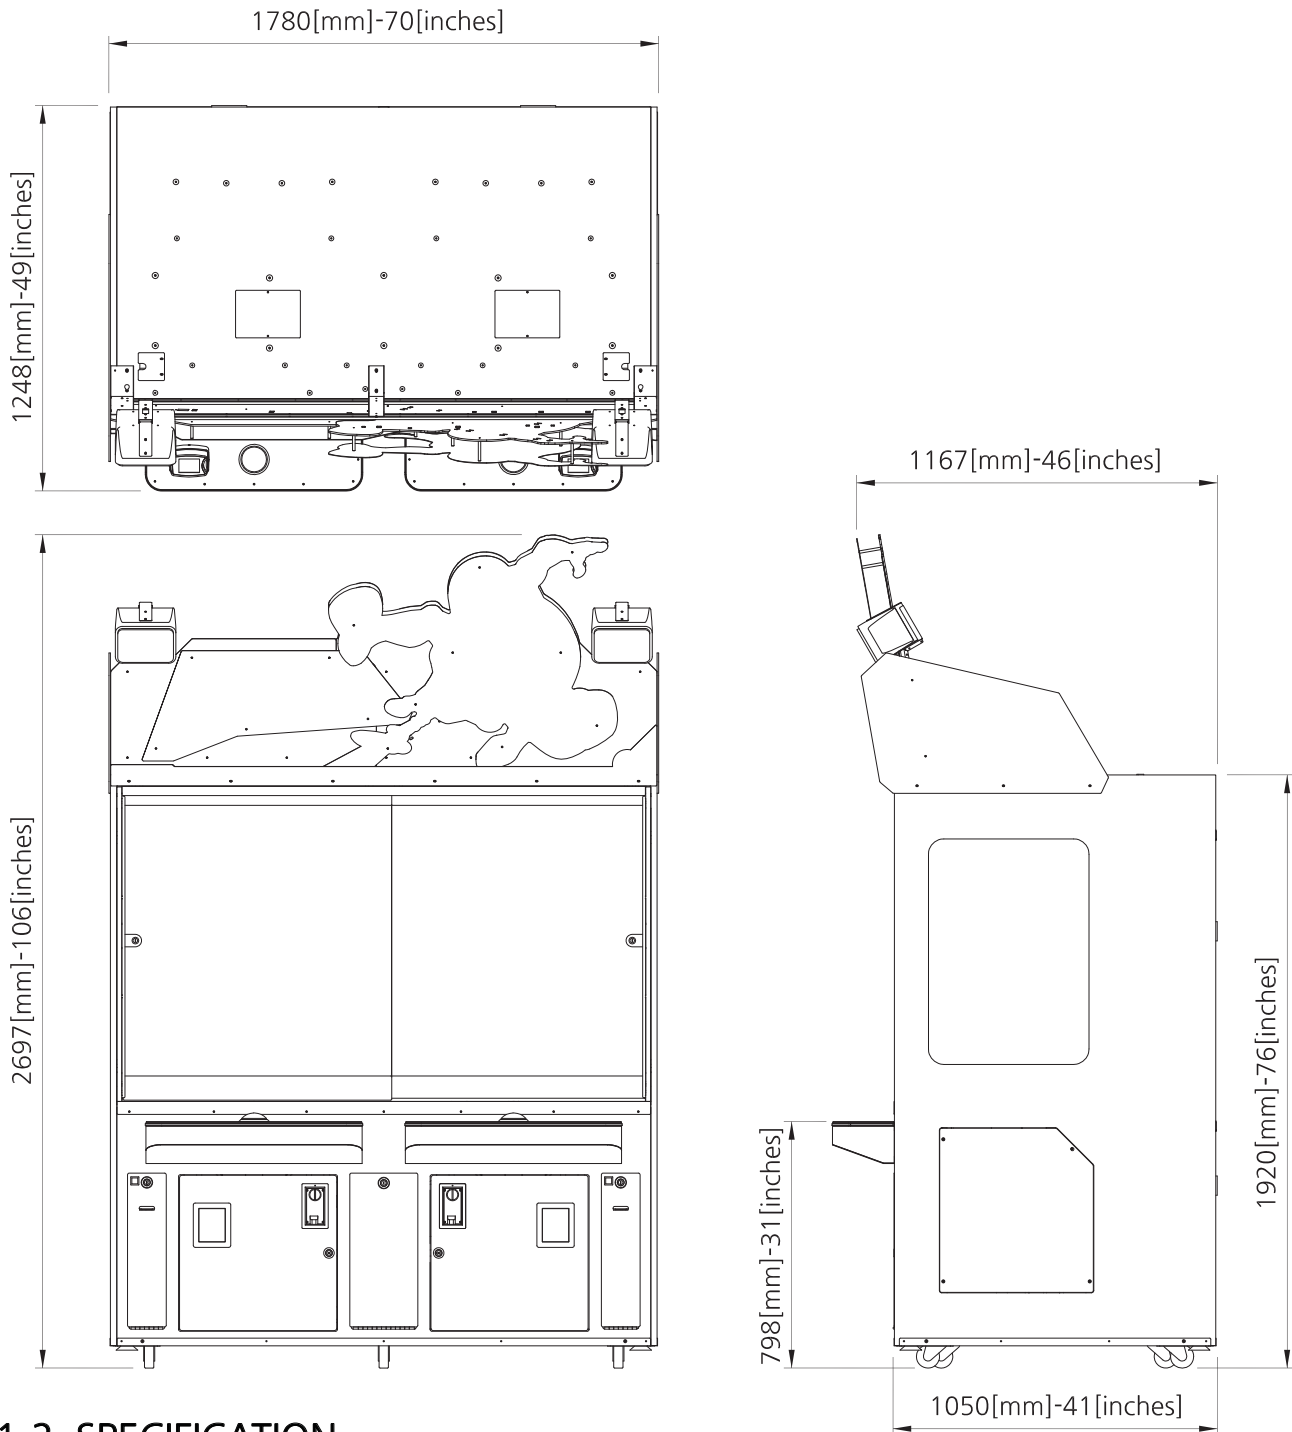 1780[mm]-70[inches]
1248[mm]-49[inches]
1167[mm]-46[inches]
2697[mm]-106[inches]
798[mm]-31[inches]
1920[mm]-76[inches]
1050[mm]-41[inches]
1-2. SPECIFICATION